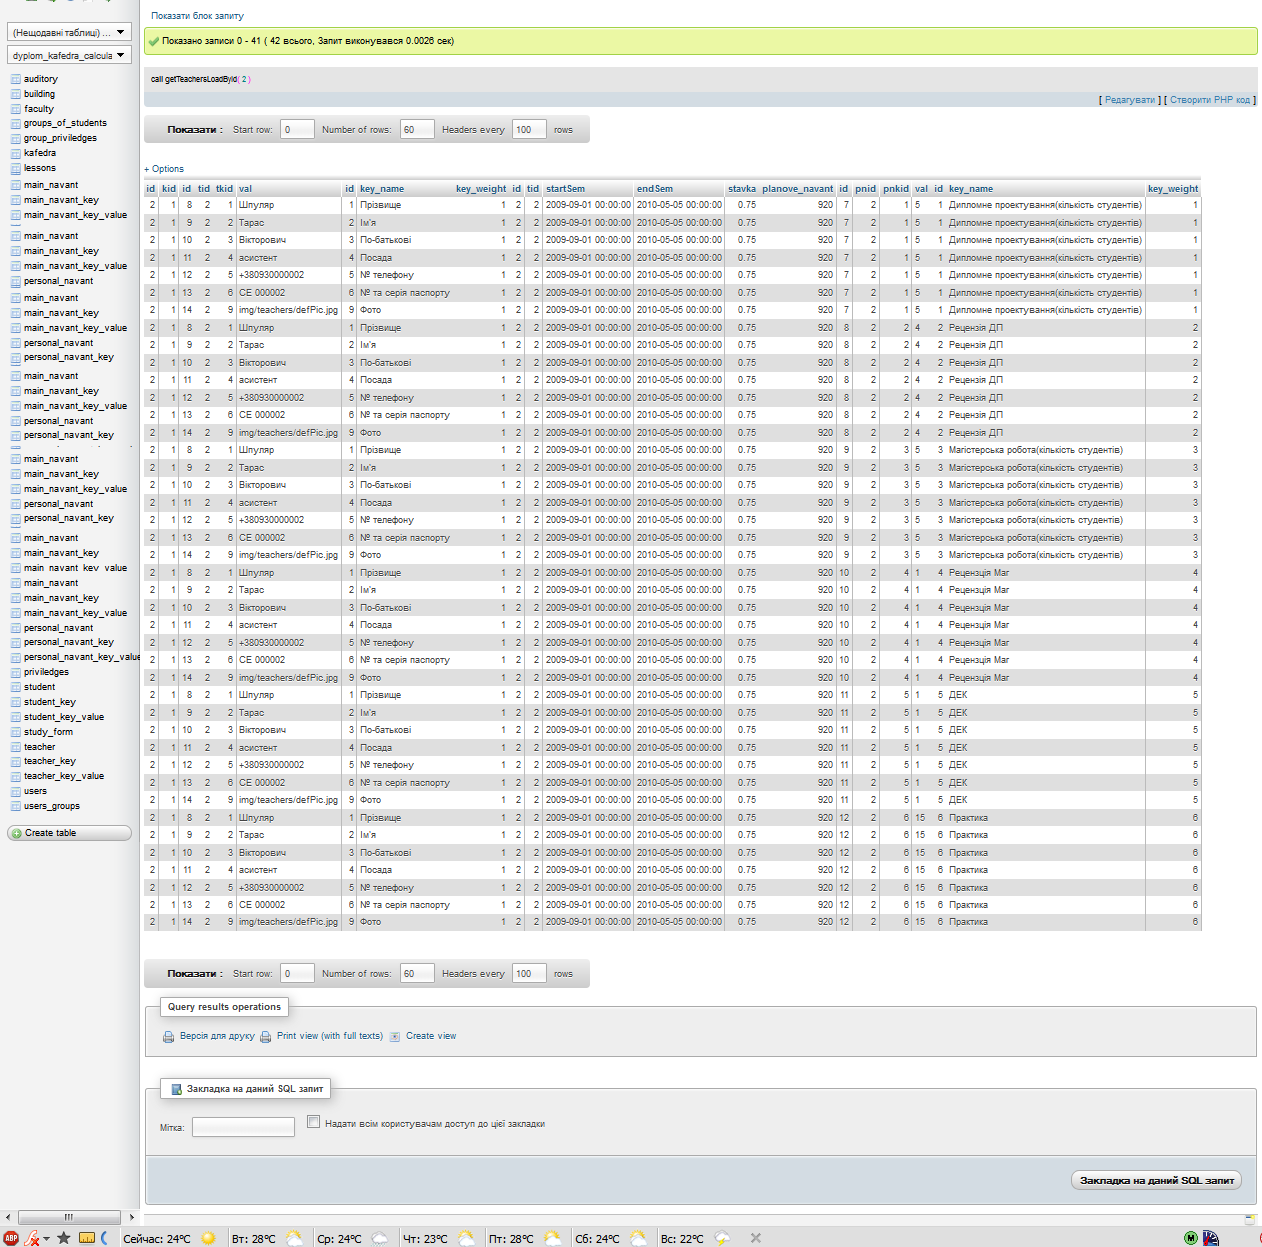 Показати блок запиту
(Нещодавні таблиці) ...
Показано записи 0 - 41 ( 42 всього, Запит виконувався 0.0026 сек)
dyplom_kafedra_calcula
call getTeachersLoadById( 2 )
[ Редагувати ] [ Створити PHP код ]
Показати : Start row: 0 Number of rows: 60 Headers every 100 rows
+ Options
auditory
building
faculty
groups_of_students
group_priviledges
kafedra
lessons
main_navant
main_navant_key
main_navant_key_value
main_navant
main_navant_key
main_navant_key_value
personal_navant
main_navant
main_navant_key
main_navant_key_value
personal_navant
personal_navant_key
main_navant
main_navant_key
main_navant_key_value
personal_navant
personal_navant_key
main_navant
main_navant_key
main_navant_key_value
personal_navant
personal_navant_key
main_navant
main_navant_key
main_navant_key_value
main_navant
main_navant_key
main_navant_key_value
personal_navant
personal_navant_key
personal_navant_key_value
priviledges
student
student_key
student_key_value
study_form
teacher
teacher_key
teacher_key_value
users
users_groups
Create table
id kid id tid tkid val id key_name key_weight id tid startSem endSem stavka planove_navant id pnid pnkid val id key_name key_weight
2 1 8 2 1 Шпуляр 1 Прізвище 1 2 2 2009-09-01 00:00:00 2010-05-05 00:00:00 0.75 920 7 2 1 5 1 Дипломне проектування(кількість студентів) 1
2 1 9 2 2 Тарас 2 Ім'я 1 2 2 2009-09-01 00:00:00 2010-05-05 00:00:00 0.75 920 7 2 1 5 1 Дипломне проектування(кількість студентів) 1
2 1 10 2 3 Вікторович 3 По-батькові 1 2 2 2009-09-01 00:00:00 2010-05-05 00:00:00 0.75 920 7 2 1 5 1 Дипломне проектування(кількість студентів) 1
2 1 11 2 4 асистент 4 Посада 1 2 2 2009-09-01 00:00:00 2010-05-05 00:00:00 0.75 920 7 2 1 5 1 Дипломне проектування(кількість студентів) 1
2 1 12 2 5 +380930000002 5 № телефону 1 2 2 2009-09-01 00:00:00 2010-05-05 00:00:00 0.75 920 7 2 1 5 1 Дипломне проектування(кількість студентів) 1
2 1 13 2 6 СЕ 000002 6 № та серія паспорту 1 2 2 2009-09-01 00:00:00 2010-05-05 00:00:00 0.75 920 7 2 1 5 1 Дипломне проектування(кількість студентів) 1
2 1 14 2 9 img/teachers/defPic.jpg 9 Фото 1 2 2 2009-09-01 00:00:00 2010-05-05 00:00:00 0.75 920 7 2 1 5 1 Дипломне проектування(кількість студентів) 1
2 1 8 2 1 Шпуляр 1 Прізвище 1 2 2 2009-09-01 00:00:00 2010-05-05 00:00:00 0.75 920 8 2 2 4 2 Рецензія ДП 2
2 1 9 2 2 Тарас 2 Ім'я 1 2 2 2009-09-01 00:00:00 2010-05-05 00:00:00 0.75 920 8 2 2 4 2 Рецензія ДП 2
2 1 10 2 3 Вікторович 3 По-батькові 1 2 2 2009-09-01 00:00:00 2010-05-05 00:00:00 0.75 920 8 2 2 4 2 Рецензія ДП 2
2 1 11 2 4 асистент 4 Посада 1 2 2 2009-09-01 00:00:00 2010-05-05 00:00:00 0.75 920 8 2 2 4 2 Рецензія ДП 2
2 1 12 2 5 +380930000002 5 № телефону 1 2 2 2009-09-01 00:00:00 2010-05-05 00:00:00 0.75 920 8 2 2 4 2 Рецензія ДП 2
2 1 13 2 6 СЕ 000002 6 № та серія паспорту 1 2 2 2009-09-01 00:00:00 2010-05-05 00:00:00 0.75 920 8 2 2 4 2 Рецензія ДП 2
2 1 14 2 9 img/teachers/defPic.jpg 9 Фото 1 2 2 2009-09-01 00:00:00 2010-05-05 00:00:00 0.75 920 8 2 2 4 2 Рецензія ДП 2
2 1 8 2 1 Шпуляр 1 Прізвище 1 2 2 2009-09-01 00:00:00 2010-05-05 00:00:00 0.75 920 9 2 3 5 3 Магістерська робота(кількість студентів) 3
2 1 9 2 2 Тарас 2 Ім'я 1 2 2 2009-09-01 00:00:00 2010-05-05 00:00:00 0.75 920 9 2 3 5 3 Магістерська робота(кількість студентів) 3
2 1 10 2 3 Вікторович 3 По-батькові 1 2 2 2009-09-01 00:00:00 2010-05-05 00:00:00 0.75 920 9 2 3 5 3 Магістерська робота(кількість студентів) 3
2 1 11 2 4 асистент 4 Посада 1 2 2 2009-09-01 00:00:00 2010-05-05 00:00:00 0.75 920 9 2 3 5 3 Магістерська робота(кількість студентів) 3
2 1 12 2 5 +380930000002 5 № телефону 1 2 2 2009-09-01 00:00:00 2010-05-05 00:00:00 0.75 920 9 2 3 5 3 Магістерська робота(кількість студентів) 3
2 1 13 2 6 СЕ 000002 6 № та серія паспорту 1 2 2 2009-09-01 00:00:00 2010-05-05 00:00:00 0.75 920 9 2 3 5 3 Магістерська робота(кількість студентів) 3
2 1 14 2 9 img/teachers/defPic.jpg 9 Фото 1 2 2 2009-09-01 00:00:00 2010-05-05 00:00:00 0.75 920 9 2 3 5 3 Магістерська робота(кількість студентів) 3
2 1 8 2 1 Шпуляр 1 Прізвище 1 2 2 2009-09-01 00:00:00 2010-05-05 00:00:00 0.75 920 10 2 4 1 4 Рецензція Маг 4
2 1 9 2 2 Тарас 2 Ім'я 1 2 2 2009-09-01 00:00:00 2010-05-05 00:00:00 0.75 920 10 2 4 1 4 Рецензція Маг 4
2 1 10 2 3 Вікторович 3 По-батькові 1 2 2 2009-09-01 00:00:00 2010-05-05 00:00:00 0.75 920 10 2 4 1 4 Рецензція Маг 4
2 1 11 2 4 асистент 4 Посада 1 2 2 2009-09-01 00:00:00 2010-05-05 00:00:00 0.75 920 10 2 4 1 4 Рецензція Маг 4
2 1 12 2 5 +380930000002 5 № телефону 1 2 2 2009-09-01 00:00:00 2010-05-05 00:00:00 0.75 920 10 2 4 1 4 Рецензція Маг 4
2 1 13 2 6 СЕ 000002 6 № та серія паспорту 1 2 2 2009-09-01 00:00:00 2010-05-05 00:00:00 0.75 920 10 2 4 1 4 Рецензція Маг 4
2 1 14 2 9 img/teachers/defPic.jpg 9 Фото 1 2 2 2009-09-01 00:00:00 2010-05-05 00:00:00 0.75 920 10 2 4 1 4 Рецензція Маг 4
2 1 8 2 1 Шпуляр 1 Прізвище 1 2 2 2009-09-01 00:00:00 2010-05-05 00:00:00 0.75 920 11 2 5 1 5 ДЕК 5
2 1 9 2 2 Тарас 2 Ім'я 1 2 2 2009-09-01 00:00:00 2010-05-05 00:00:00 0.75 920 11 2 5 1 5 ДЕК 5
2 1 10 2 3 Вікторович 3 По-батькові 1 2 2 2009-09-01 00:00:00 2010-05-05 00:00:00 0.75 920 11 2 5 1 5 ДЕК 5
2 1 11 2 4 асистент 4 Посада 1 2 2 2009-09-01 00:00:00 2010-05-05 00:00:00 0.75 920 11 2 5 1 5 ДЕК 5
2 1 12 2 5 +380930000002 5 № телефону 1 2 2 2009-09-01 00:00:00 2010-05-05 00:00:00 0.75 920 11 2 5 1 5 ДЕК 5
2 1 13 2 6 СЕ 000002 6 № та серія паспорту 1 2 2 2009-09-01 00:00:00 2010-05-05 00:00:00 0.75 920 11 2 5 1 5 ДЕК 5
2 1 14 2 9 img/teachers/defPic.jpg 9 Фото 1 2 2 2009-09-01 00:00:00 2010-05-05 00:00:00 0.75 920 11 2 5 1 5 ДЕК 5
2 1 8 2 1 Шпуляр 1 Прізвище 1 2 2 2009-09-01 00:00:00 2010-05-05 00:00:00 0.75 920 12 2 6 15 6 Практика 6
2 1 9 2 2 Тарас 2 Ім'я 1 2 2 2009-09-01 00:00:00 2010-05-05 00:00:00 0.75 920 12 2 6 15 6 Практика 6
2 1 10 2 3 Вікторович 3 По-батькові 1 2 2 2009-09-01 00:00:00 2010-05-05 00:00:00 0.75 920 12 2 6 15 6 Практика 6
2 1 11 2 4 асистент 4 Посада 1 2 2 2009-09-01 00:00:00 2010-05-05 00:00:00 0.75 920 12 2 6 15 6 Практика 6
2 1 12 2 5 +380930000002 5 № телефону 1 2 2 2009-09-01 00:00:00 2010-05-05 00:00:00 0.75 920 12 2 6 15 6 Практика 6
2 1 13 2 6 СЕ 000002 6 № та серія паспорту 1 2 2 2009-09-01 00:00:00 2010-05-05 00:00:00 0.75 920 12 2 6 15 6 Практика 6
2 1 14 2 9 img/teachers/defPic.jpg 9 Фото 1 2 2 2009-09-01 00:00:00 2010-05-05 00:00:00 0.75 920 12 2 6 15 6 Практика 6
Показати : Start row: 0 Number of rows: 60 Headers every 100 rows
Query results operations
Версія для друку Print view (with full texts) Create view
Закладка на даний SQL запит
Мітка: Надати всім користувачам доступ до цієї закладки
Закладка на даний SQL запит
ABP Сейчас: 24°C Вт: 28°C Ср: 24°C Чт: 23°C Пт: 28°C Сб: 24°C Вс: 22°C M